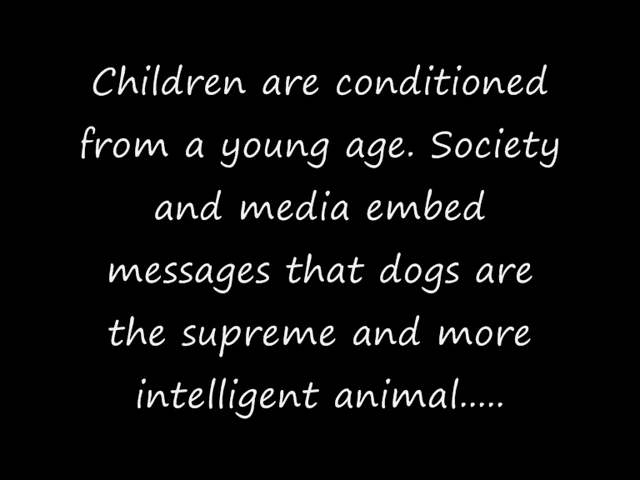 Children are conditioned
from a young age. Society
and media embed
messages that dogs are
the supreme and more
intelligent animal.....